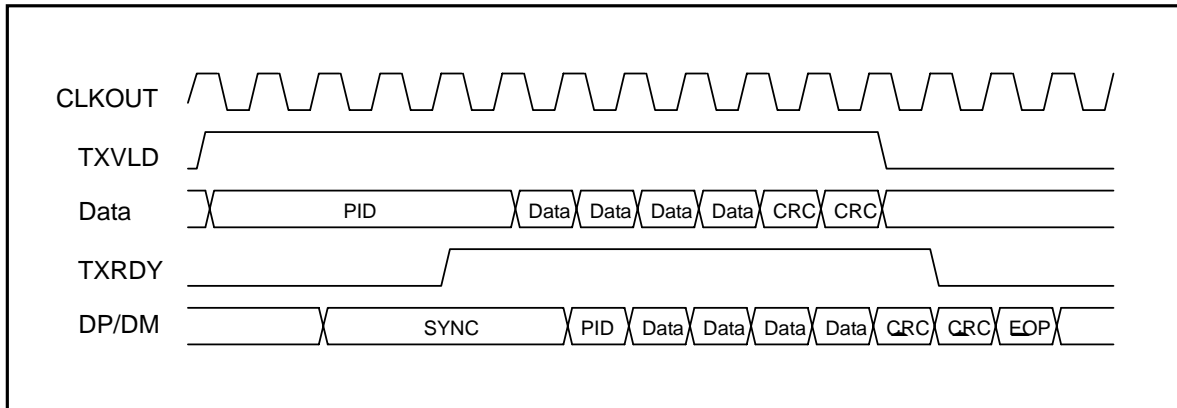 CLKOUT
TXVLD
Data PID Data Data Data Data CRC CRC
TXRDY
DP/DM SYNC PID Data Data Data Data CRC CRC EOP